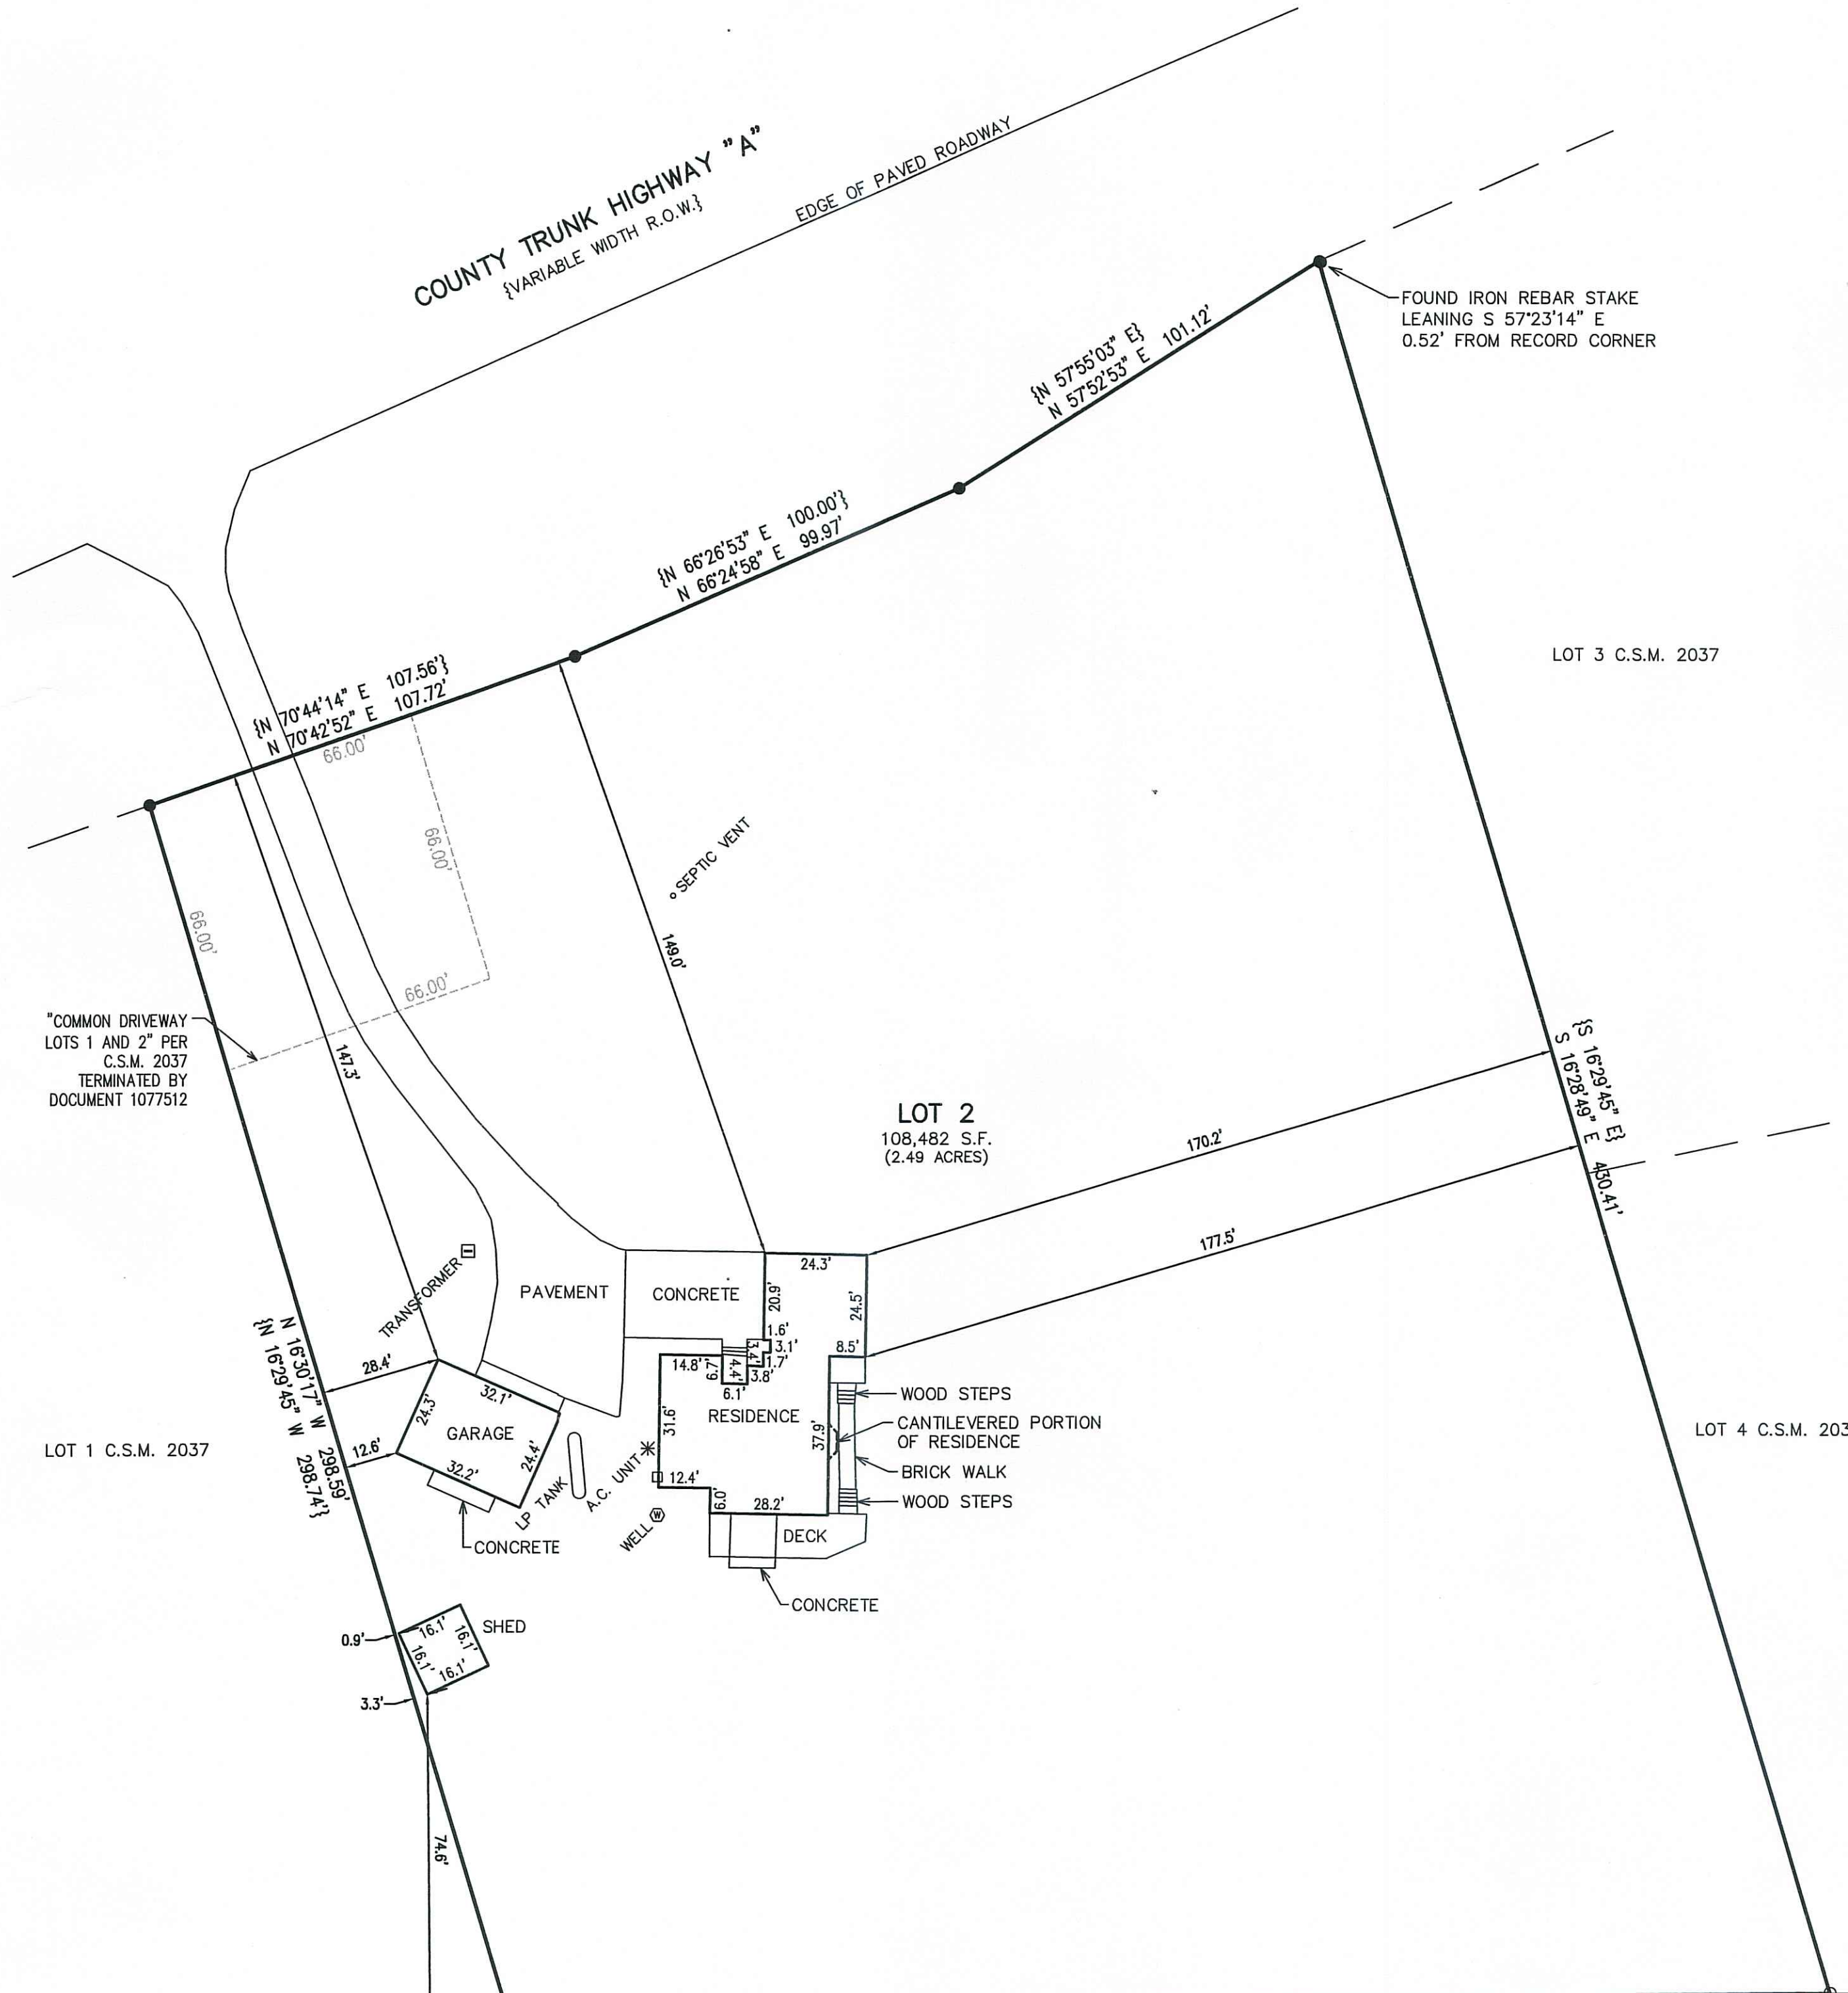 COUNTY TRUNK HIGHWAY "A"
{VARIABLE WIDTH R.O.W.}
EDGE OF PAVED ROADWAY
FOUND IRON REBAR STAKE
LEANING S 57°23'14" E
0.52' FROM RECORD CORNER
{N 57°55'03" E}
N 57°52'53" E 101.12'
{N 66°26'53" E 100.00'}
N 66°24'58" E 99.97'
{N 70°44'14" E 107.56'}
N 70°42'52" E 107.72'
66.00'
66.00'
66.00'
66.00'
LOT 3 C.S.M. 2037
SEPTIC VENT
149.0'
147.3'
"COMMON DRIVEWAY
LOTS 1 AND 2" PER
C.S.M. 2037
TERMINATED BY
DOCUMENT 1077512
LOT 2
108,482 S.F.
(2.49 ACRES)
{S 16°29'45" E}
S 16°28'49" E 430.41'
170.2'
177.5'
TRANSFORMER
PAVEMENT
CONCRETE
24.3'
20.9'
24.5'
1.6'
3.1'
3.4'
1.7'
8.5'
14.8'
6.7'
4.4'
3.8'
6.1'
RESIDENCE
31.6'
37.9'
12.4'
6.0'
28.2'
DECK
CONCRETE
WOOD STEPS
CANTILEVERED PORTION
OF RESIDENCE
BRICK WALK
WOOD STEPS
28.4'
12.6'
32.1'
24.3'
GARAGE
24.4'
32.2'
CONCRETE
LP TANK
A.C. UNIT
WELL
W
N 16°30'17" W 298.59'
{N 16°29'45" W 298.74'}
LOT 1 C.S.M. 2037
LOT 4 C.S.M. 203
SHED
16.1'
16.1'
16.1'
16.1'
0.9'
3.3'
74.6'